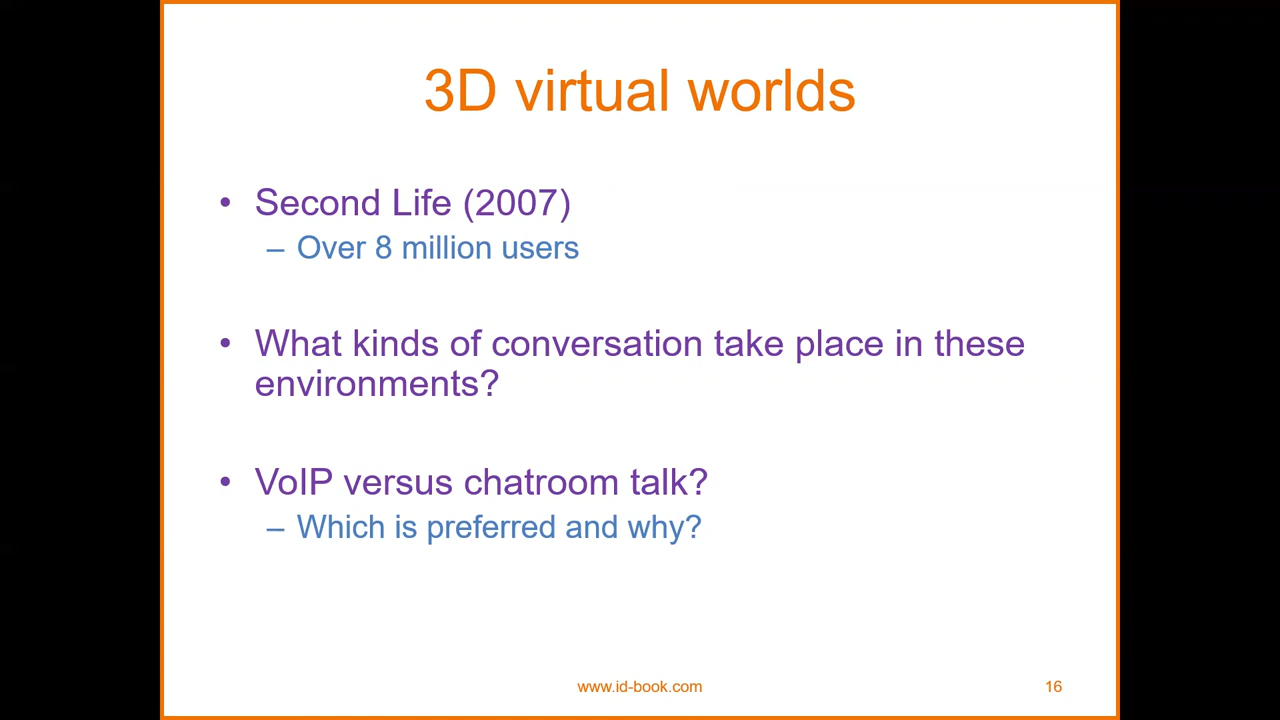 3D virtual worlds
• Second Life (2007)
– Over 8 million users
• What kinds of conversation take place in these
environments?
• VoIP versus chatroom talk?
– Which is preferred and why?
www.id-book.com
16